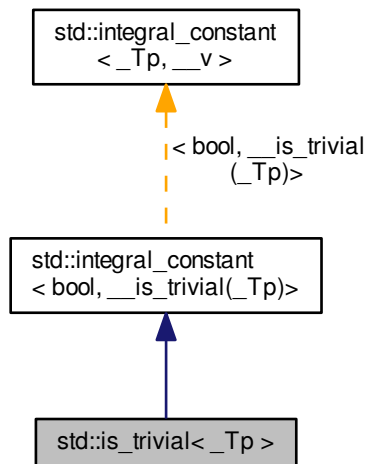 std::integral_constant
< _Tp, __v >
< bool, __is_trivial
(_Tp)>
std::integral_constant
< bool, __is_trivial(_Tp)>
std::is_trivial< _Tp >